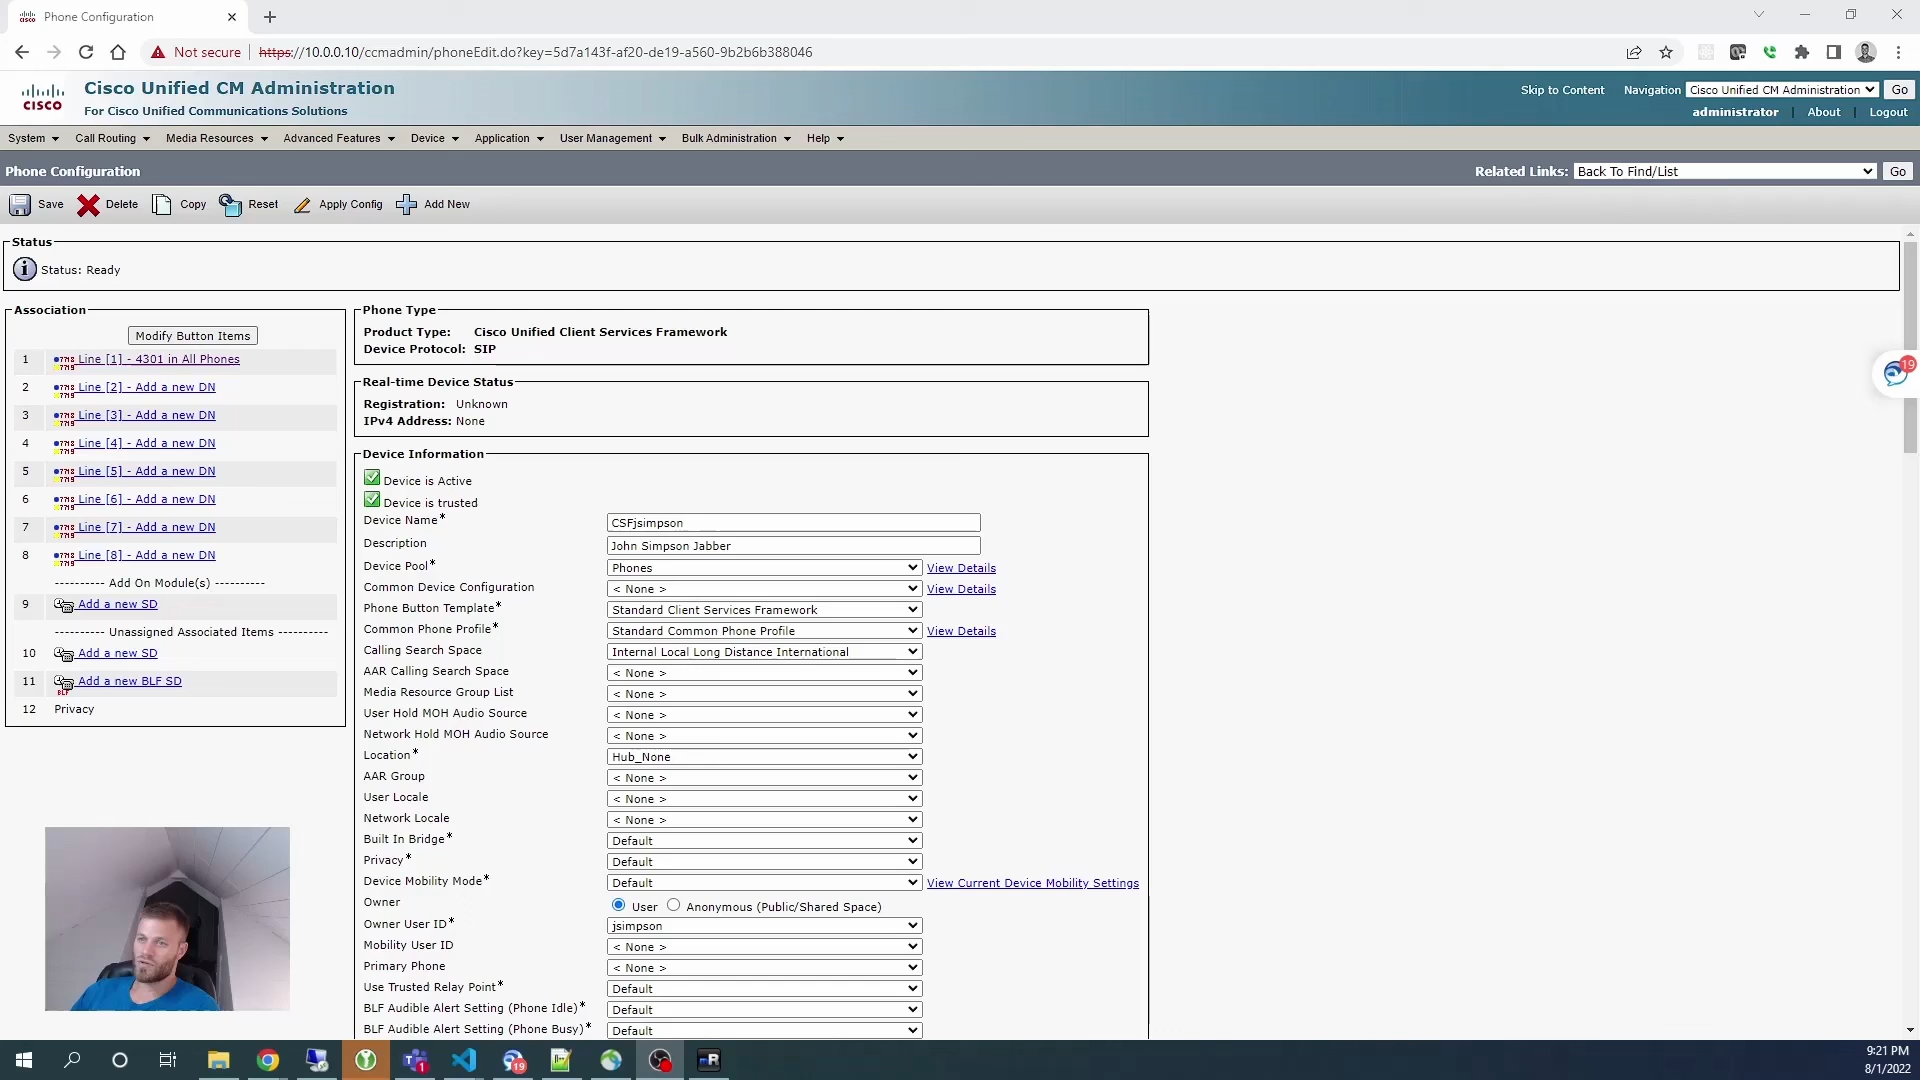 Phone Configuration
Not secure
https://10.0.0.10/ccmadmin/phoneEdit.do?key=5d7a143f-af20-de19-a560-9b2b6b388046
CISCO
Cisco Unified CM Administration
For Cisco Unified Communications Solutions
Skip to Content
Navigation Cisco Unified CM Administration Go
administrator | About | Logout
System Call Routing Media Resources Advanced Features Device Application User Management Bulk Administration Help
Phone Configuration
Related Links: Back To Find/List Go
Save Delete Copy Reset Apply Config Add New
Status
Status: Ready
Association
Modify Button Items
1 Line [1] - 4301 in All Phones
2 Line [2] - Add a new DN
3 Line [3] - Add a new DN
4 Line [4] - Add a new DN
5 Line [5] - Add a new DN
6 Line [6] - Add a new DN
7 Line [7] - Add a new DN
8 Line [8] - Add a new DN
---------- Add On Module(s) ----------
9 Add a new SD
---------- Unassigned Associated Items ----------
10 Add a new SD
11 Add a new BLF SD
12 Privacy
Phone Type
Product Type: Cisco Unified Client Services Framework
Device Protocol: SIP
Real-time Device Status
Registration: Unknown
IPv4 Address: None
Device Information
Device is Active
Device is trusted
Device Name* CSFjsimpson
Description John Simpson Jabber
Device Pool* Phones View Details
Common Device Configuration < None > View Details
Phone Button Template* Standard Client Services Framework
Common Phone Profile* Standard Common Phone Profile View Details
Calling Search Space Internal Local Long Distance International
AAR Calling Search Space < None >
Media Resource Group List < None >
User Hold MOH Audio Source < None >
Network Hold MOH Audio Source < None >
Location* Hub_None
AAR Group < None >
User Locale < None >
Network Locale < None >
Built In Bridge* Default
Privacy* Default
Device Mobility Mode* Default View Current Device Mobility Settings
Owner User Anonymous (Public/Shared Space)
Owner User ID* jsimpson
Mobility User ID < None >
Primary Phone < None >
Use Trusted Relay Point* Default
BLF Audible Alert Setting (Phone Idle)* Default
BLF Audible Alert Setting (Phone Busy)* Default
19
1
19
mR
9:21 PM
8/1/2022